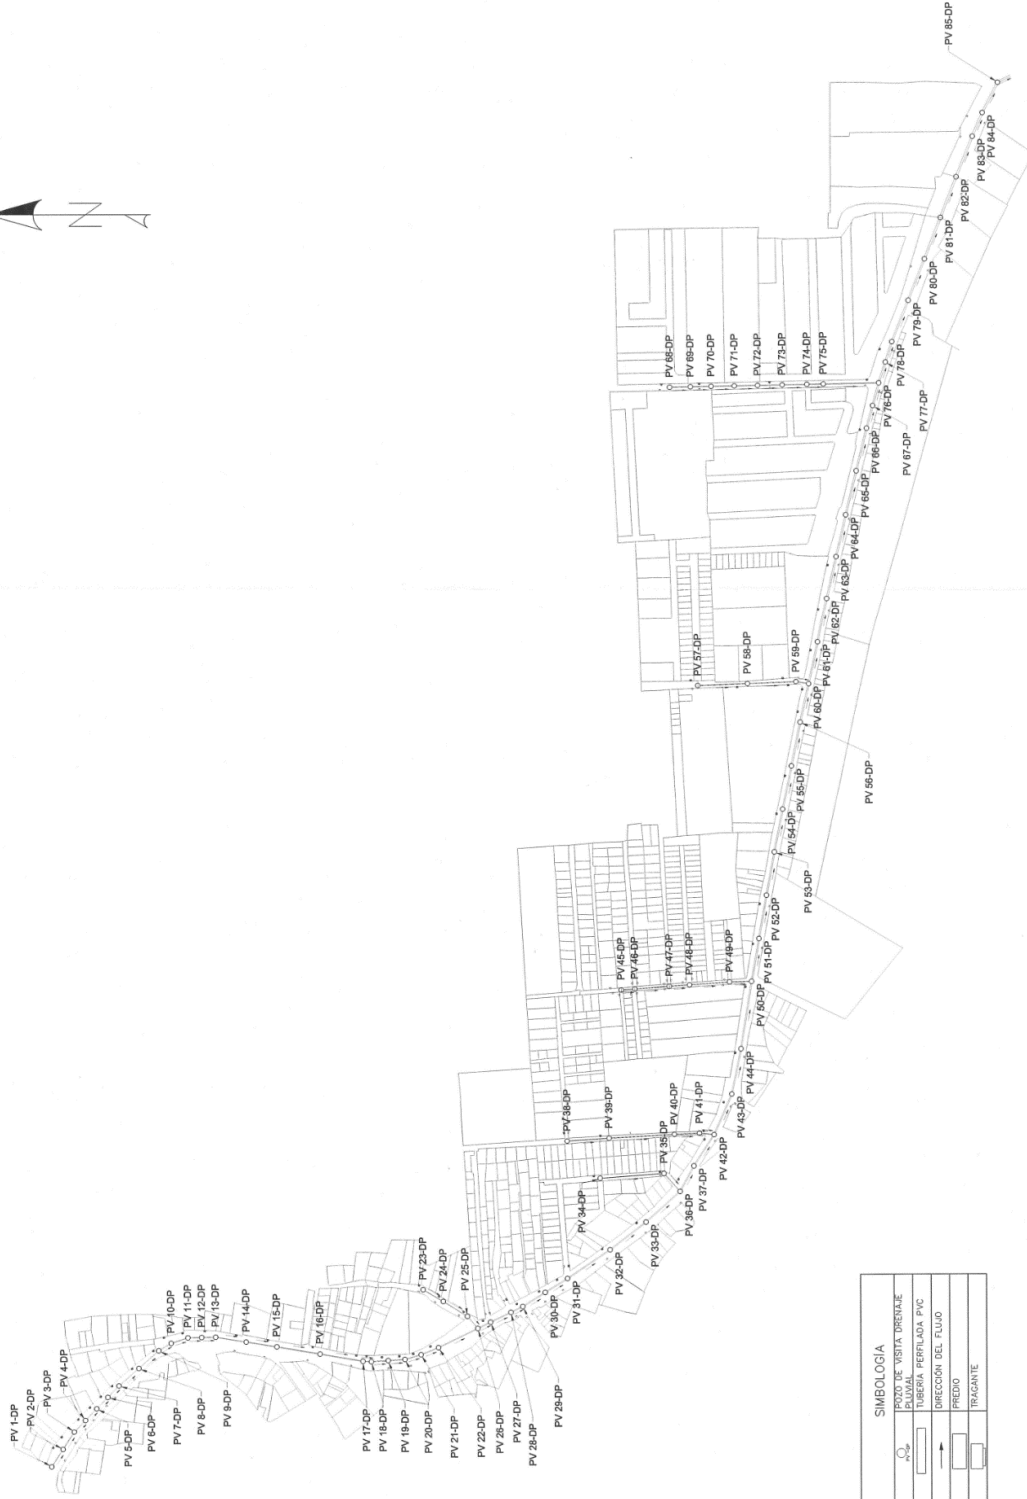 N
PV 1-DP
PV 2-DP
PV 3-DP
PV 4-DP
PV 5-DP
PV 6-DP
PV 7-DP
PV 8-DP
PV 9-DP
PV 10-DP
PV 11-DP
PV 12-DP
PV 13-DP
PV 14-DP
PV 15-DP
PV 16-DP
PV 17-DP
PV 18-DP
PV 19-DP
PV 20-DP
PV 21-DP
PV 22-DP
PV 23-DP
PV 24-DP
PV 25-DP
PV 26-DP
PV 27-DP
PV 28-DP
PV 29-DP
PV 30-DP
PV 31-DP
PV 32-DP
PV 33-DP
PV 34-DP
PV 35-DP
PV 36-DP
PV 37-DP
PV 38-DP
PV 39-DP
PV 40-DP
PV 41-DP
PV 42-DP
PV 43-DP
PV 44-DP
PV 45-DP
PV 46-DP
PV 47-DP
PV 48-DP
PV 49-DP
PV 50-DP
PV 51-DP
PV 52-DP
PV 53-DP
PV 54-DP
PV 55-DP
PV 56-DP
PV 57-DP
PV 58-DP
PV 59-DP
PV 60-DP
PV 61-DP
PV 62-DP
PV 63-DP
PV 64-DP
PV 65-DP
PV 66-DP
PV 67-DP
PV 68-DP
PV 69-DP
PV 70-DP
PV 71-DP
PV 72-DP
PV 73-DP
PV 74-DP
PV 75-DP
PV 76-DP
PV 77-DP
PV 78-DP
PV 79-DP
PV 80-DP
PV 81-DP
PV 82-DP
PV 83-DP
PV 84-DP
PV 85-DP
SIMBOLOGIA
POZO DE VISITA DRENAJE
PLUVIAL
TUBERÍA PERFILADA PVC
DIRECCIÓN DEL FLUJO
PREDIO
TRAGANTE